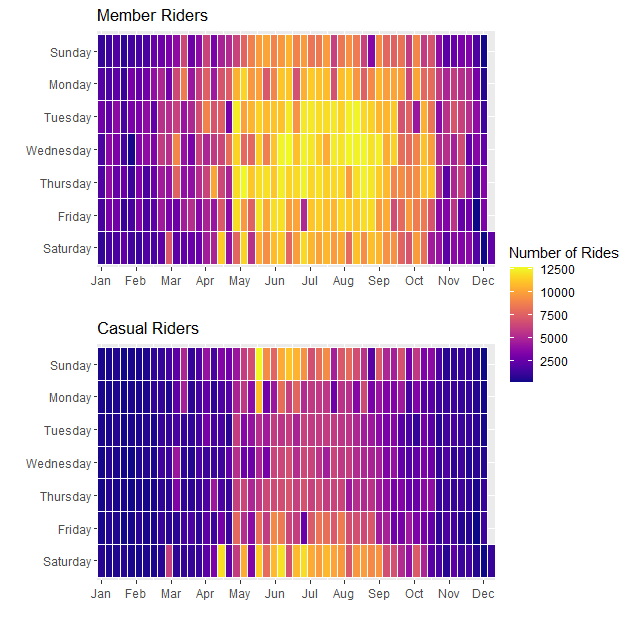 Member Riders
Sunday
Monday
Tuesday
Wednesday
Thursday
Friday
Saturday
Jan Feb Mar Apr May Jun Jul Aug Sep Oct Nov Dec
Number of Rides
12500
10000
7500
5000
2500
Casual Riders
Sunday
Monday
Tuesday
Wednesday
Thursday
Friday
Saturday
Jan Feb Mar Apr May Jun Jul Aug Sep Oct Nov Dec